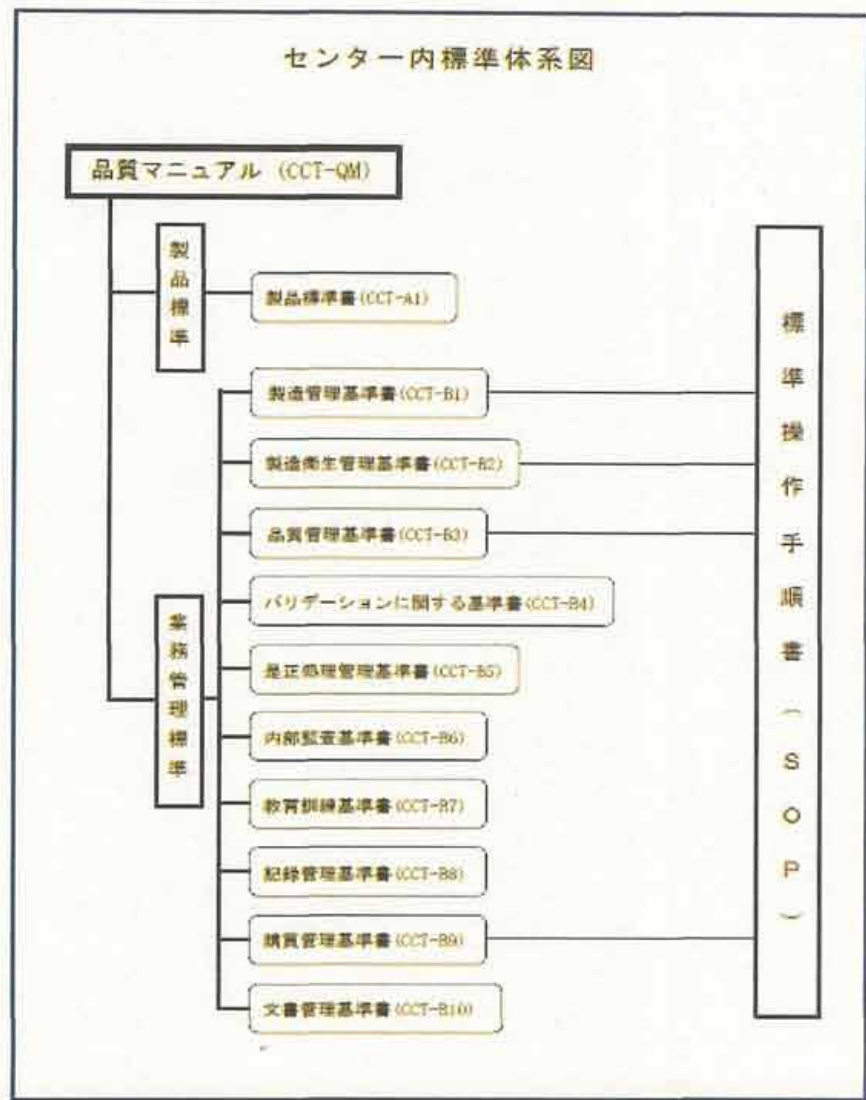 センター内標準体系図
品質マニュアル (CCT-QM)
製品標準
製品標準書(CCT-A1)
業務管理標準
製造管理基準書(CCT-B1)
製造衛生管理基準書(CCT-B2)
品質管理基準書(CCT-B3)
バリデーションに関する基準書(CCT-B4)
是正処理管理基準書(CCT-B5)
内部監査基準書(CCT-B6)
教育訓練基準書(CCT-B7)
記録管理基準書(CCT-B8)
購買管理基準書(CCT-B9)
文書管理基準書(CCT-B10)
標準操作手順書(SOP)